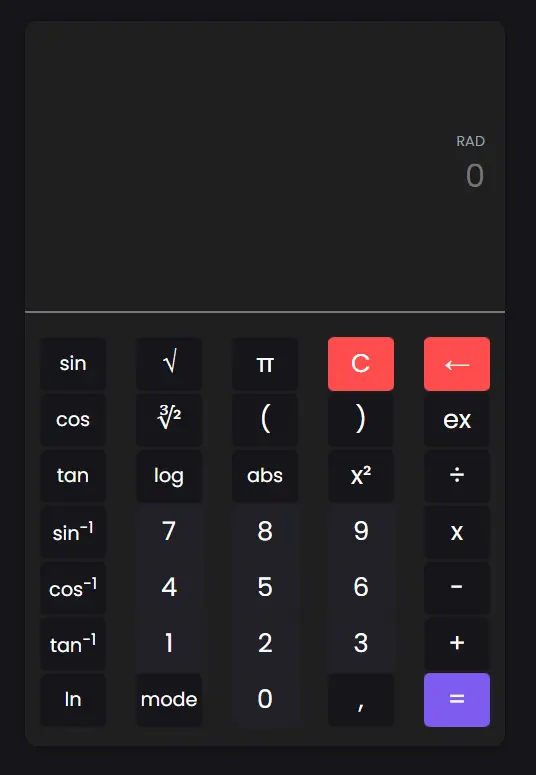 RAD
0
sin √ π C ←
cos ∛² ( ) ex
tan log abs x² ÷
sin⁻¹ 7 8 9 x
cos⁻¹ 4 5 6 -
tan⁻¹ 1 2 3 +
ln mode 0 , =